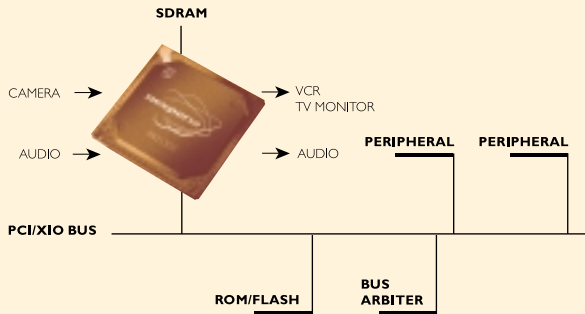 SDRAM
CAMERA
VCR
TV MONITOR
AUDIO
AUDIO
PERIPHERAL
PERIPHERAL
PCI/XIO BUS
ROM/FLASH
BUS
ARBITER